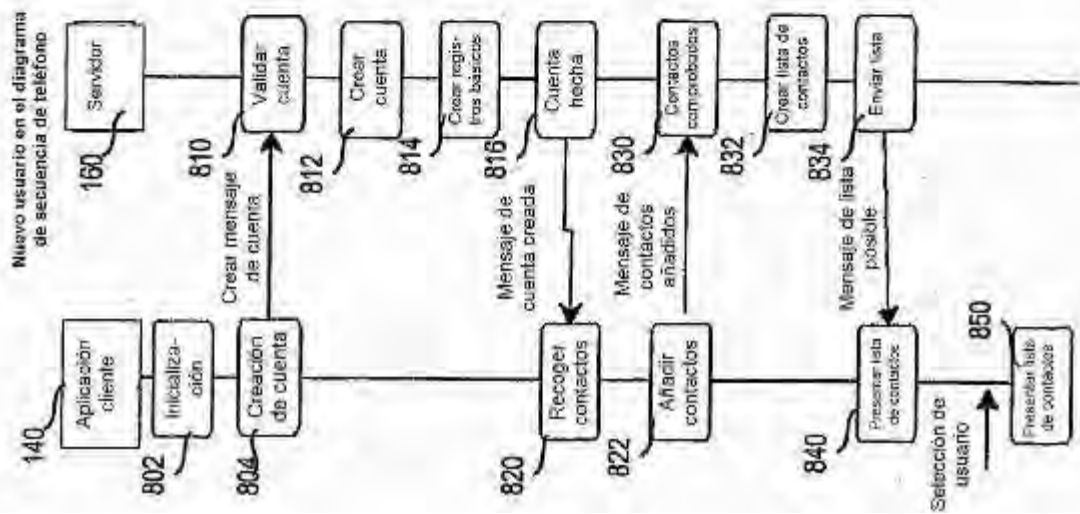 Nuevo usuario en el diagrama
de secuencia de teléfono
140
Aplicación
cliente
160
Servidor
802
Inicializa-
ción
804
Creación
de cuenta
Crear mensaje
de cuenta
810
Validar
cuenta
812
Crear
cuenta
814
Crear regis-
tros básicos
816
Cuenta
hecha
Mensaje de
cuenta creada
820
Recoger
contactos
822
Añadir
contactos
Mensaje de
contactos
añadidos
830
Contactos
comprobados
832
Crear lista de
contactos
834
Enviar lista
Mensaje de lista
posible
840
Presentar lista
de contactos
Selección de
usuario
850
Presentar lista
de contactos